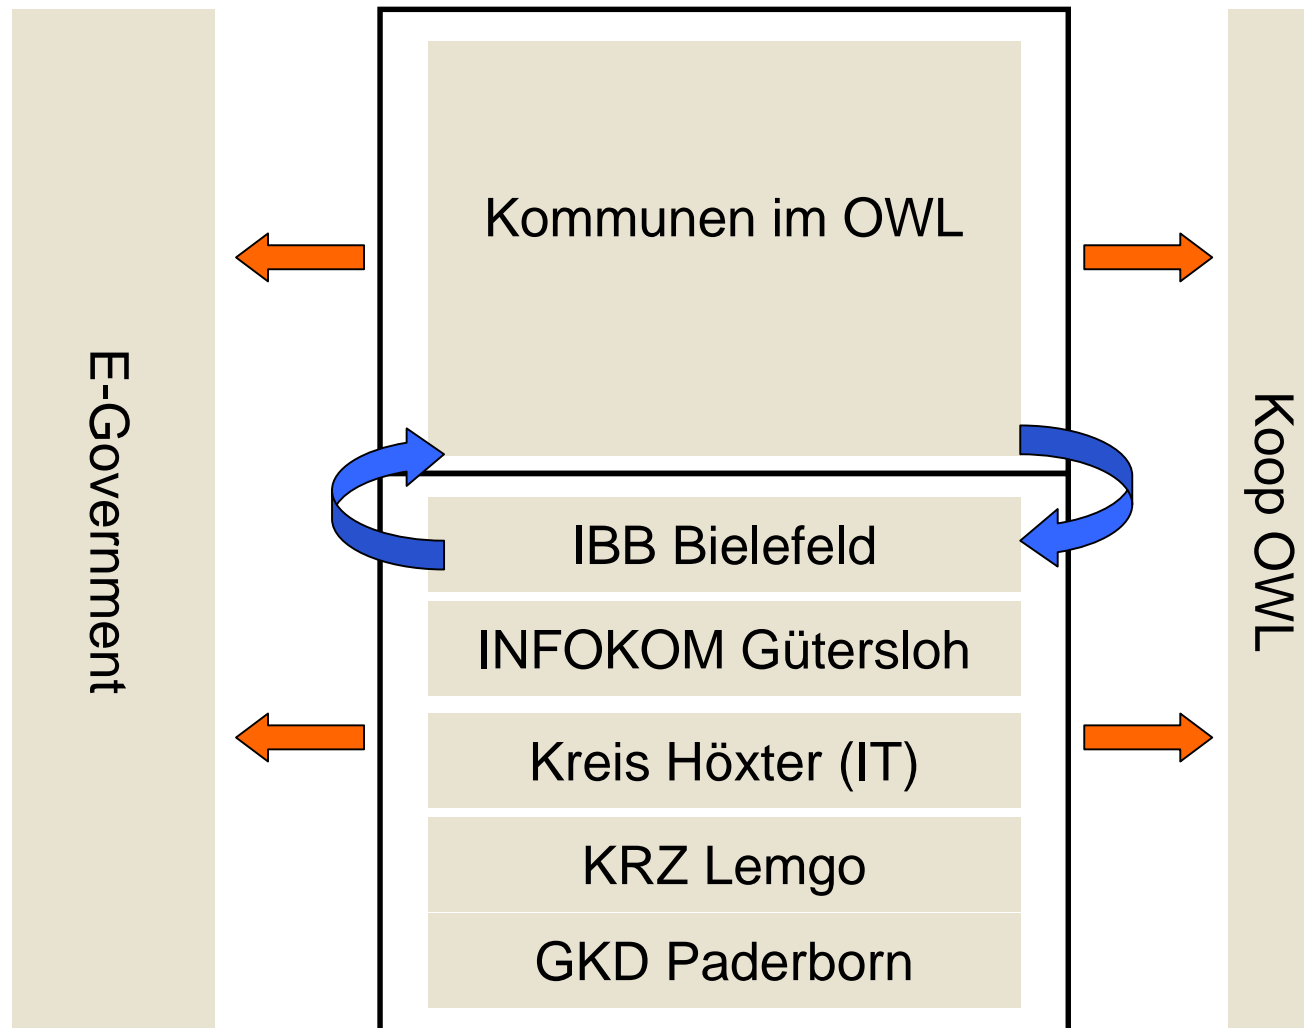 E-Government
Kommunen im OWL
IBB Bielefeld
INFOKOM Gütersloh
Kreis Höxter (IT)
KRZ Lemgo
GKD Paderborn
Koop OWL